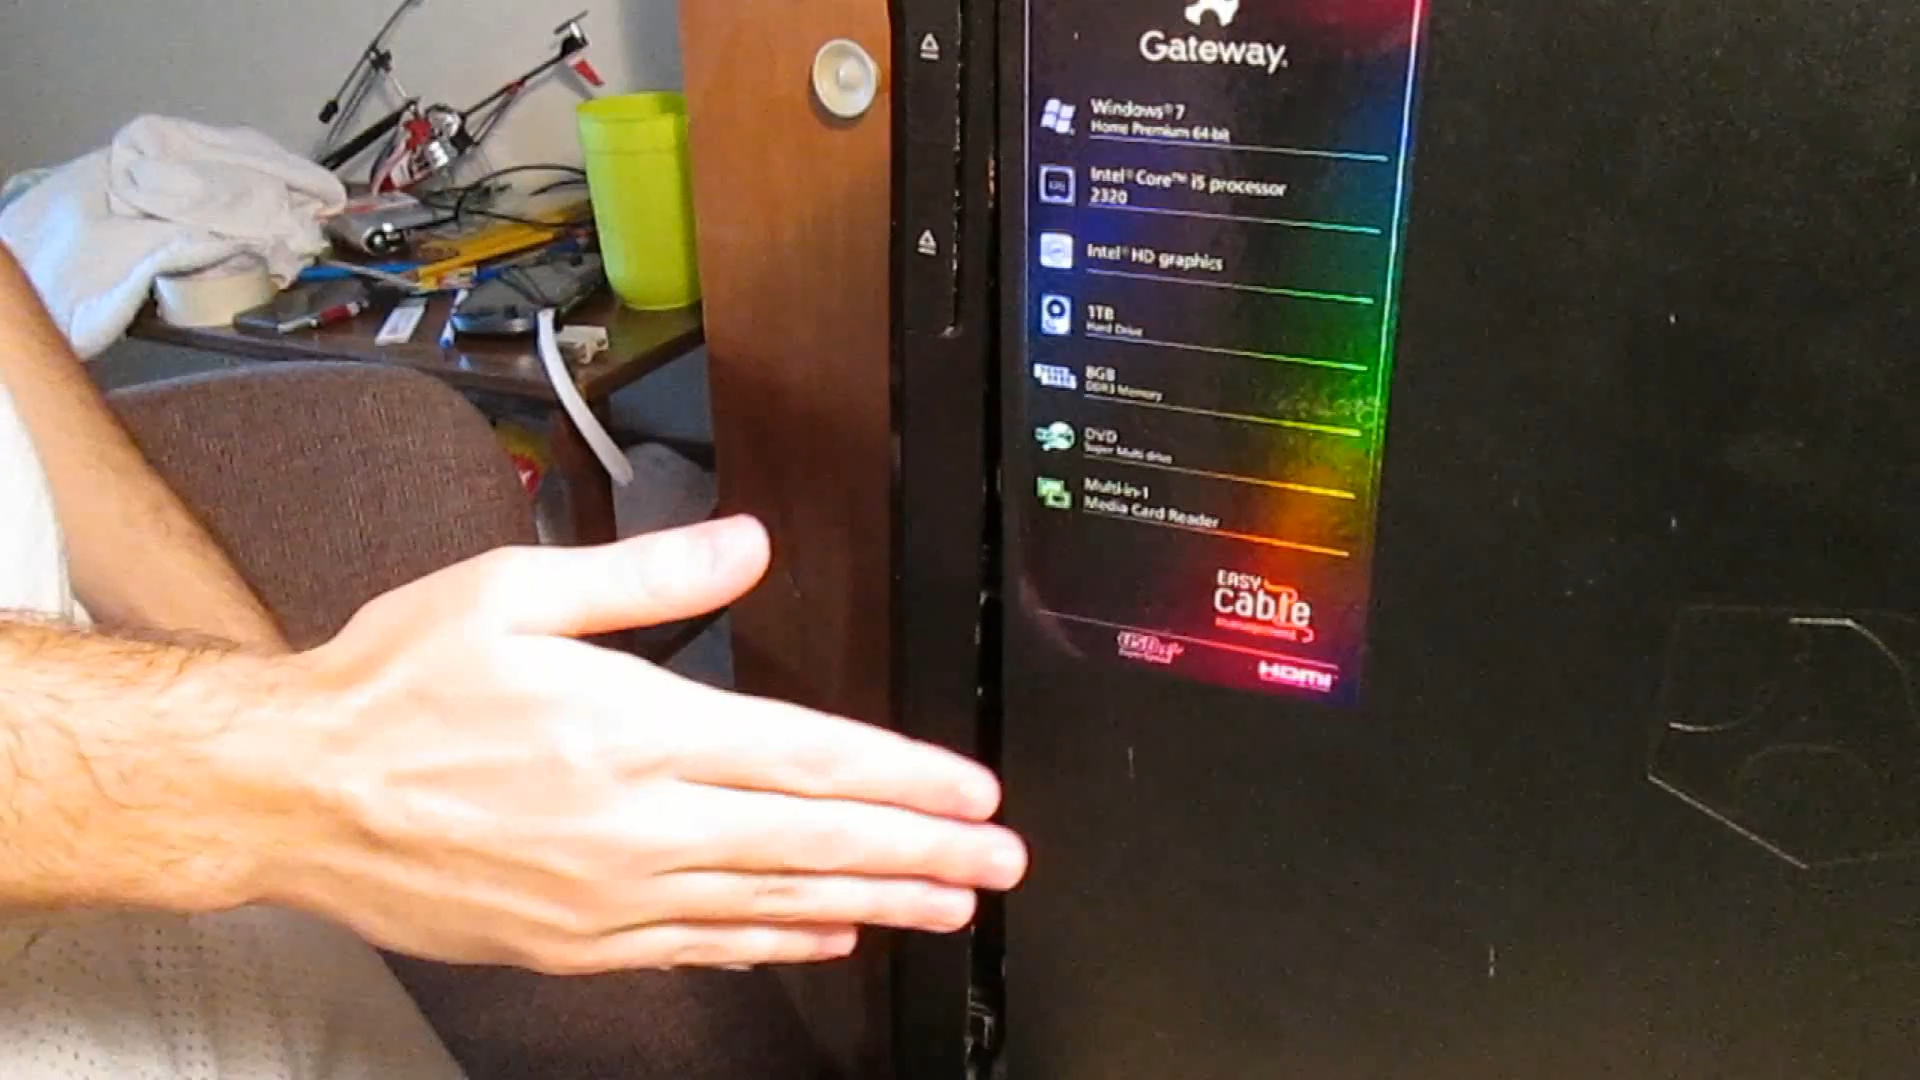 Gateway.
Windows® 7
Home Premium 64-bit
Intel® Core™ i5 processor
2320
Intel® HD graphics
1TB
Hard Drive
8GB
DDR3 Memory
DVD
Super Multi drive
Multi-in-1
Media Card Reader
EASY
Cable
management
HDMI